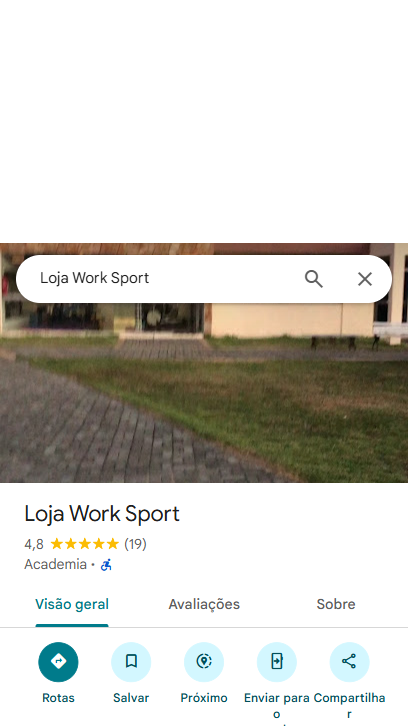 Loja Work Sport
Loja Work Sport
4,8 (19)
Academia ·
Visão geral Avaliações Sobre
Rotas Salvar Próximo Enviar para o Compartilhar